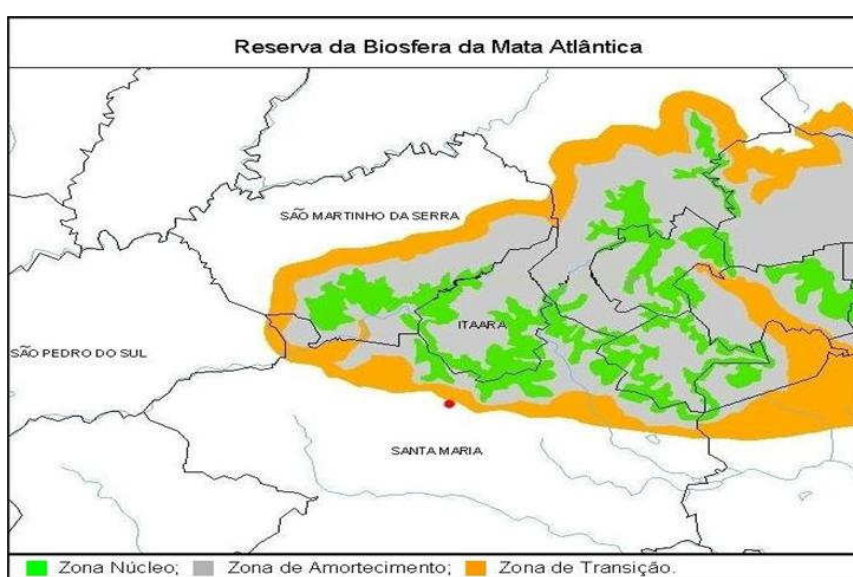 Reserva da Biosfera da Mata Atlântica
SÃO MARTINHO DA SERRA
ITAARA
SÃO PEDRO DO SUL
SANTA MARIA
Zona Núcleo; Zona de Amortecimento; Zona de Transição.